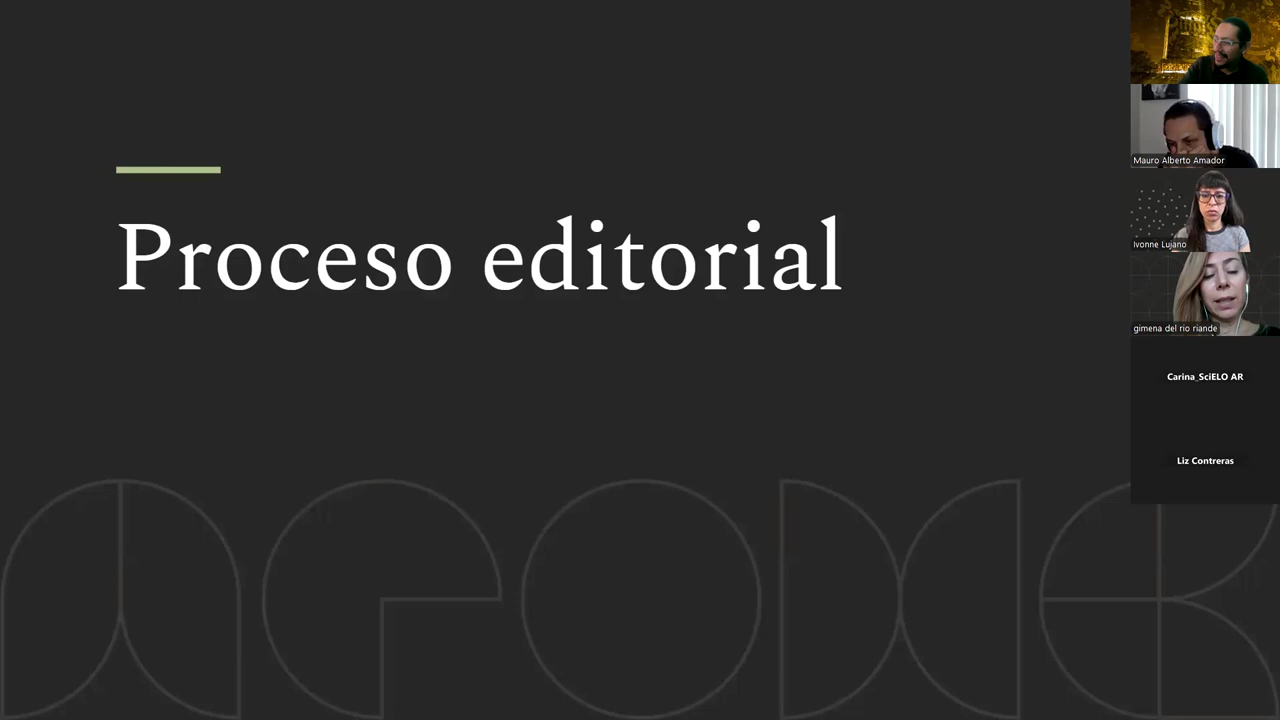 Proceso editorial
Mauro Alberto Amador
Ivonne Lujano
gimena del rio riande
Carina_SciELO AR
Liz Contreras